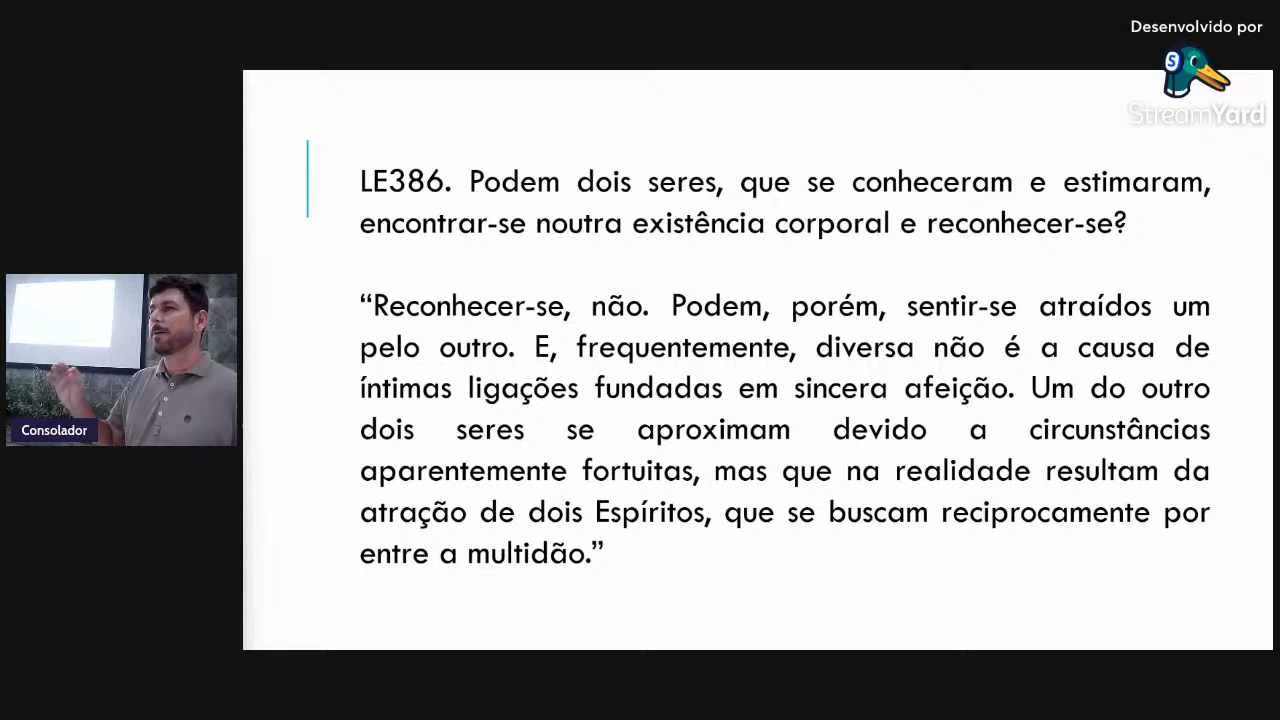 Desenvolvido por
S
StreamYard
LE386. Podem dois seres, que se conheceram e estimaram,
encontrar-se noutra existência corporal e reconhecer-se?
“Reconhecer-se, não. Podem, porém, sentir-se atraídos um
pelo outro. E, frequentemente, diversa não é a causa de
íntimas ligações fundadas em sincera afeição. Um do outro
dois seres se aproximam devido a circunstâncias
aparentemente fortuitas, mas que na realidade resultam da
atração de dois Espíritos, que se buscam reciprocamente por
entre a multidão.”
Consolador